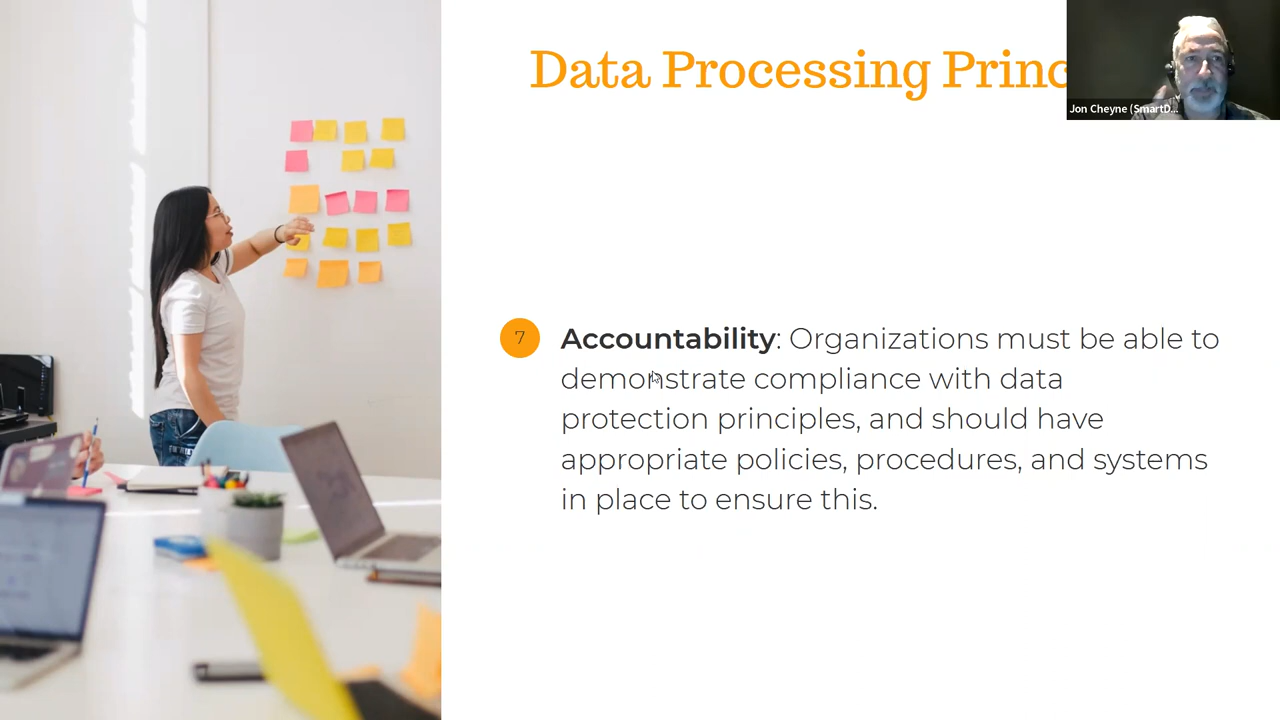 Data Processing Princ
Jon Cheyne (SmartD...
7
Accountability: Organizations must be able to
demonstrate compliance with data
protection principles, and should have
appropriate policies, procedures, and systems
in place to ensure this.